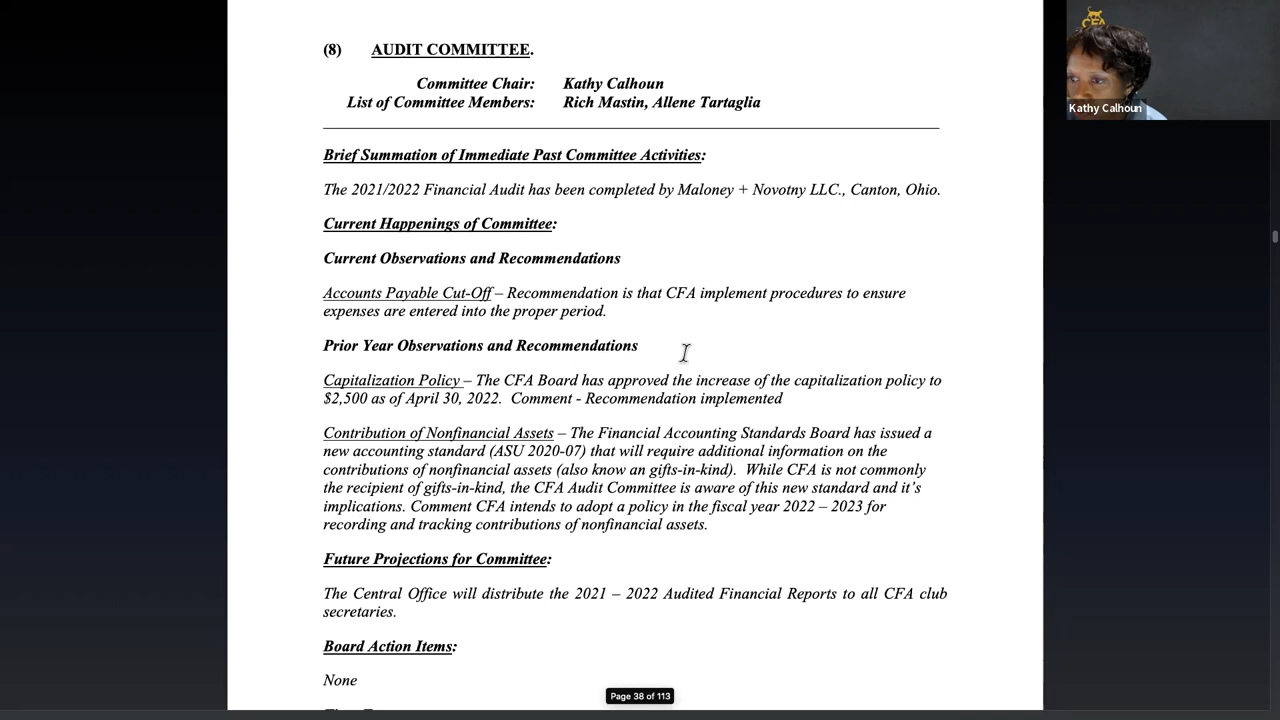 (8) AUDIT COMMITTEE.
Committee Chair: Kathy Calhoun
List of Committee Members: Rich Mastin, Allene Tartaglia
Brief Summation of Immediate Past Committee Activities:
The 2021/2022 Financial Audit has been completed by Maloney + Novotny LLC., Canton, Ohio.
Current Happenings of Committee:
Current Observations and Recommendations
Accounts Payable Cut-Off – Recommendation is that CFA implement procedures to ensure
expenses are entered into the proper period.
Prior Year Observations and Recommendations
Capitalization Policy – The CFA Board has approved the increase of the capitalization policy to
$2,500 as of April 30, 2022. Comment - Recommendation implemented
Contribution of Nonfinancial Assets – The Financial Accounting Standards Board has issued a
new accounting standard (ASU 2020-07) that will require additional information on the
contributions of nonfinancial assets (also know an gifts-in-kind). While CFA is not commonly
the recipient of gifts-in-kind, the CFA Audit Committee is aware of this new standard and it's
implications. Comment CFA intends to adopt a policy in the fiscal year 2022 – 2023 for
recording and tracking contributions of nonfinancial assets.
Future Projections for Committee:
The Central Office will distribute the 2021 – 2022 Audited Financial Reports to all CFA club
secretaries.
Board Action Items:
None
Page 38 of 113
CFA
Kathy Calhoun